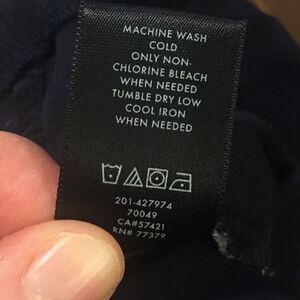 MACHINE WASH
COLD
ONLY NON-
CHLORINE BLEACH
WHEN NEEDED
TUMBLE DRY LOW
COOL IRON
WHEN NEEDED
201-427974
70049
CA#57421
RN# 77379